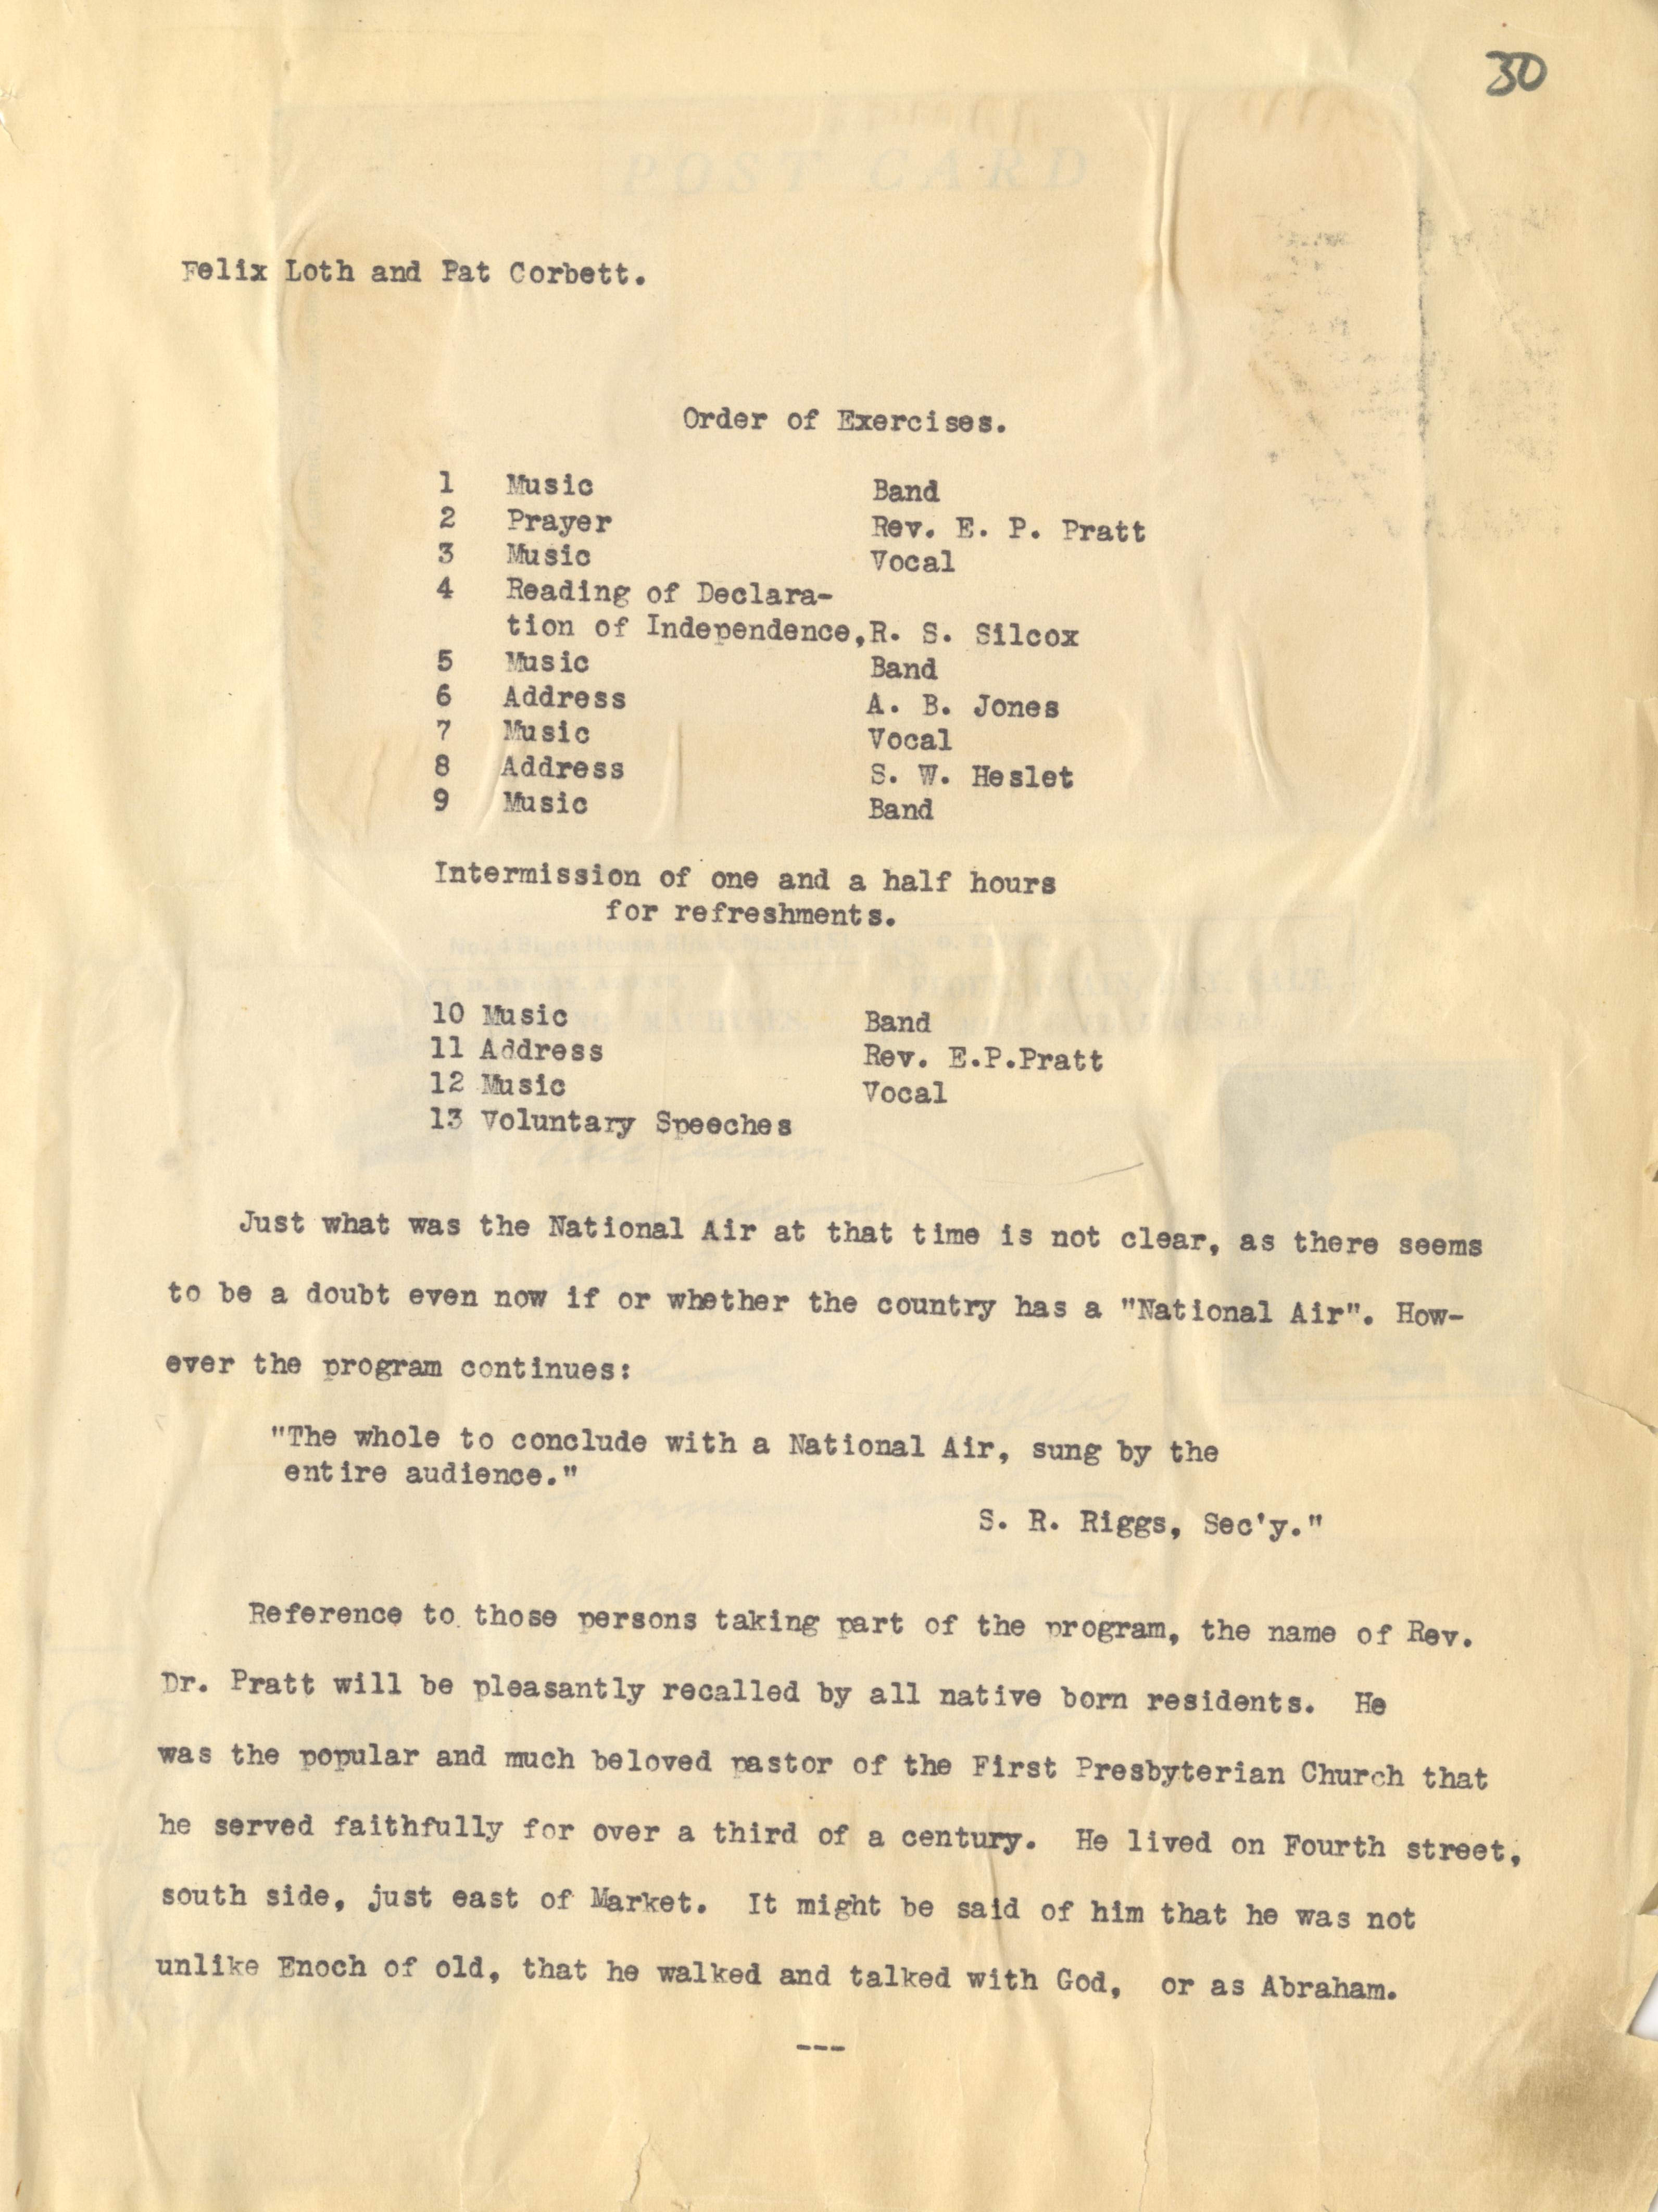 30
POST CARD
Felix Loth and Pat Corbett.
Order of Exercises.
1 Music Band
2 Prayer Rev. E. P. Pratt
3 Music Vocal
4 Reading of Declara-
tion of Independence, R. S. Silcox
5 Music Band
6 Address A. B. Jones
7 Music Vocal
8 Address S. W. Heslet
9 Music Band
Intermission of one and a half hours
for refreshments.
10 Music Band
11 Address Rev. E.P.Pratt
12 Music Vocal
13 Voluntary Speeches
Just what was the National Air at that time is not clear, as there seems
to be a doubt even now if or whether the country has a "National Air". How-
ever the program continues:
"The whole to conclude with a National Air, sung by the
entire audience."
S. R. Riggs, Sec'y."
Reference to those persons taking part of the program, the name of Rev.
Dr. Pratt will be pleasantly recalled by all native born residents. He
was the popular and much beloved pastor of the First Presbyterian Church that
he served faithfully for over a third of a century. He lived on Fourth street,
south side, just east of Market. It might be said of him that he was not
unlike Enoch of old, that he walked and talked with God, or as Abraham.
---